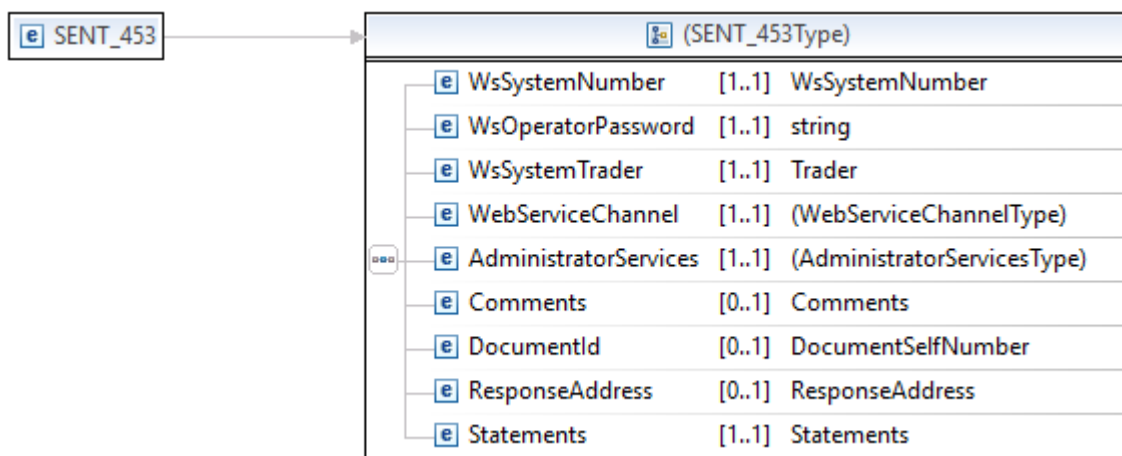 e SENT_453
(SENT_453Type)
e WsSystemNumber [1..1] WsSystemNumber
e WsOperatorPassword [1..1] string
e WsSystemTrader [1..1] Trader
e WebServiceChannel [1..1] (WebServiceChannelType)
e AdministratorServices [1..1] (AdministratorServicesType)
e Comments [0..1] Comments
e DocumentId [0..1] DocumentSelfNumber
e ResponseAddress [0..1] ResponseAddress
e Statements [1..1] Statements